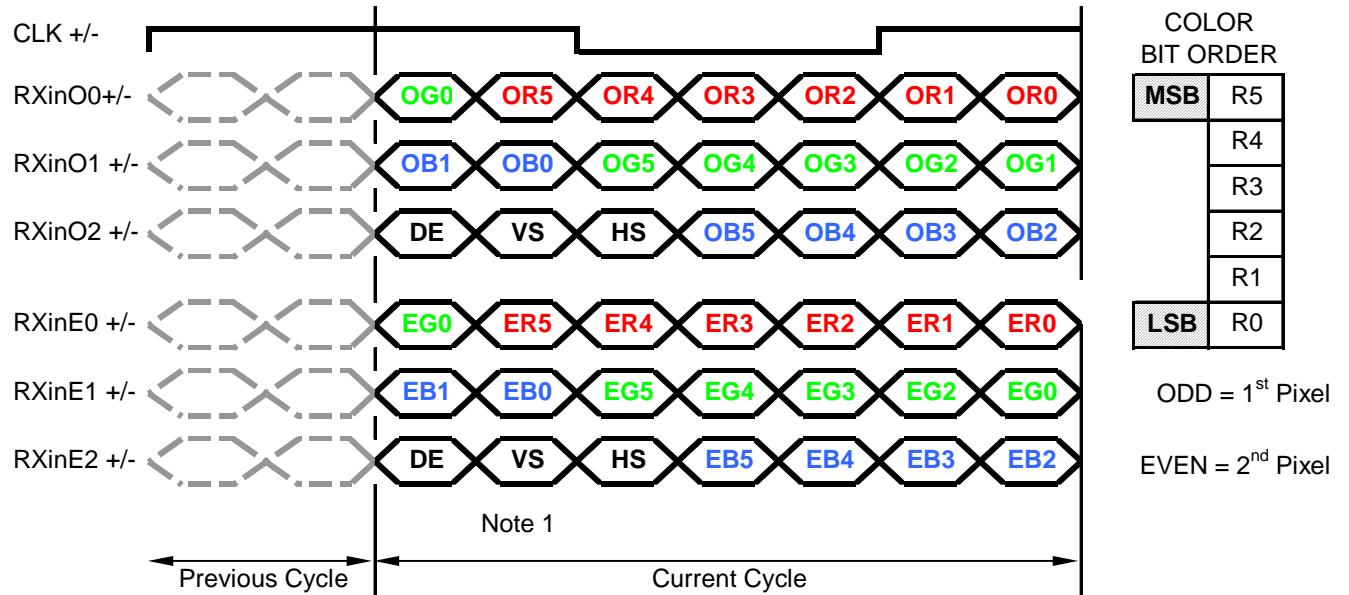 CLK +/-
RXinO0+/- OG0 OR5 OR4 OR3 OR2 OR1 OR0
RXinO1 +/- OB1 OB0 OG5 OG4 OG3 OG2 OG1
RXinO2 +/- DE VS HS OB5 OB4 OB3 OB2
RXinE0 +/- EG0 ER5 ER4 ER3 ER2 ER1 ER0
RXinE1 +/- EB1 EB0 EG5 EG4 EG3 EG2 EG0
RXinE2 +/- DE VS HS EB5 EB4 EB3 EB2
Note 1
Previous Cycle
Current Cycle
COLOR
BIT ORDER
MSB R5
R4
R3
R2
R1
LSB R0
ODD = 1st Pixel
EVEN = 2nd Pixel